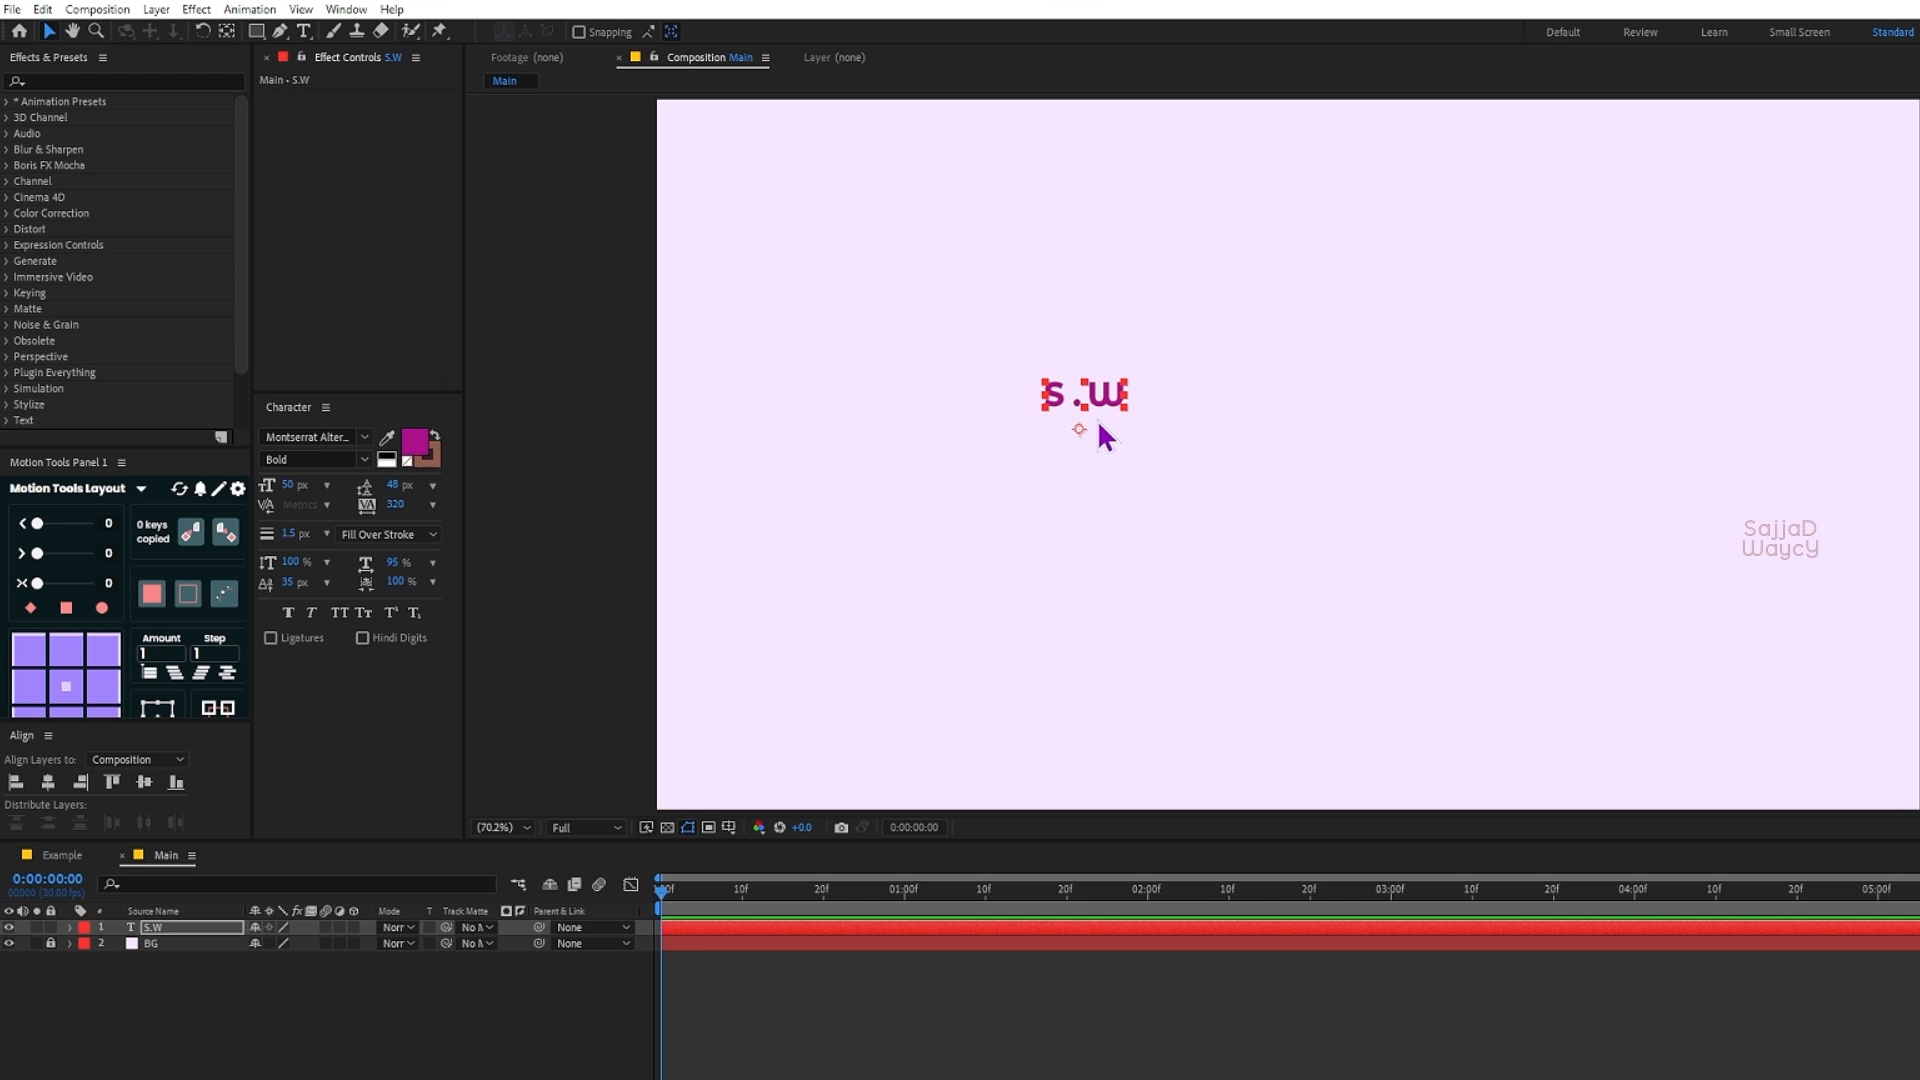 File Edit Composition Layer Effect Animation View Window Help
Snapping
Default Review Learn Small Screen Standard
Effects & Presets
* Animation Presets
3D Channel
Audio
Blur & Sharpen
Boris FX Mocha
Channel
Cinema 4D
Color Correction
Distort
Expression Controls
Generate
Immersive Video
Keying
Matte
Noise & Grain
Obsolete
Perspective
Plugin Everything
Simulation
Stylize
Text
Effect Controls S.W
Main • S.W
Footage (none)
Composition Main
Layer (none)
Main
s.w
SajjaD
WaycY
Character
Montserrat Alter...
Bold
50 px 48 px
Metrics 320
1.5 px Fill Over Stroke
100 % 95 %
35 px 100 %
T T TT Tt T¹ T₁
Ligatures Hindi Digits
Motion Tools Panel 1
Motion Tools Layout
0
0
0
0 keys
copied
Amount Step
1 1
Align
Align Layers to: Composition
Distribute Layers:
(70.2%) Full +0.0 0:00:00:00
Example Main
0:00:00:00
00000 (30.00 fps)
# Source Name Mode T Track Matte Parent & Link
1 T S.W Norr No M None
2 BG Norr No M None
10f 20f 01:00f 10f 20f 02:00f 10f 20f 03:00f 10f 20f 04:00f 10f 20f 05:00f